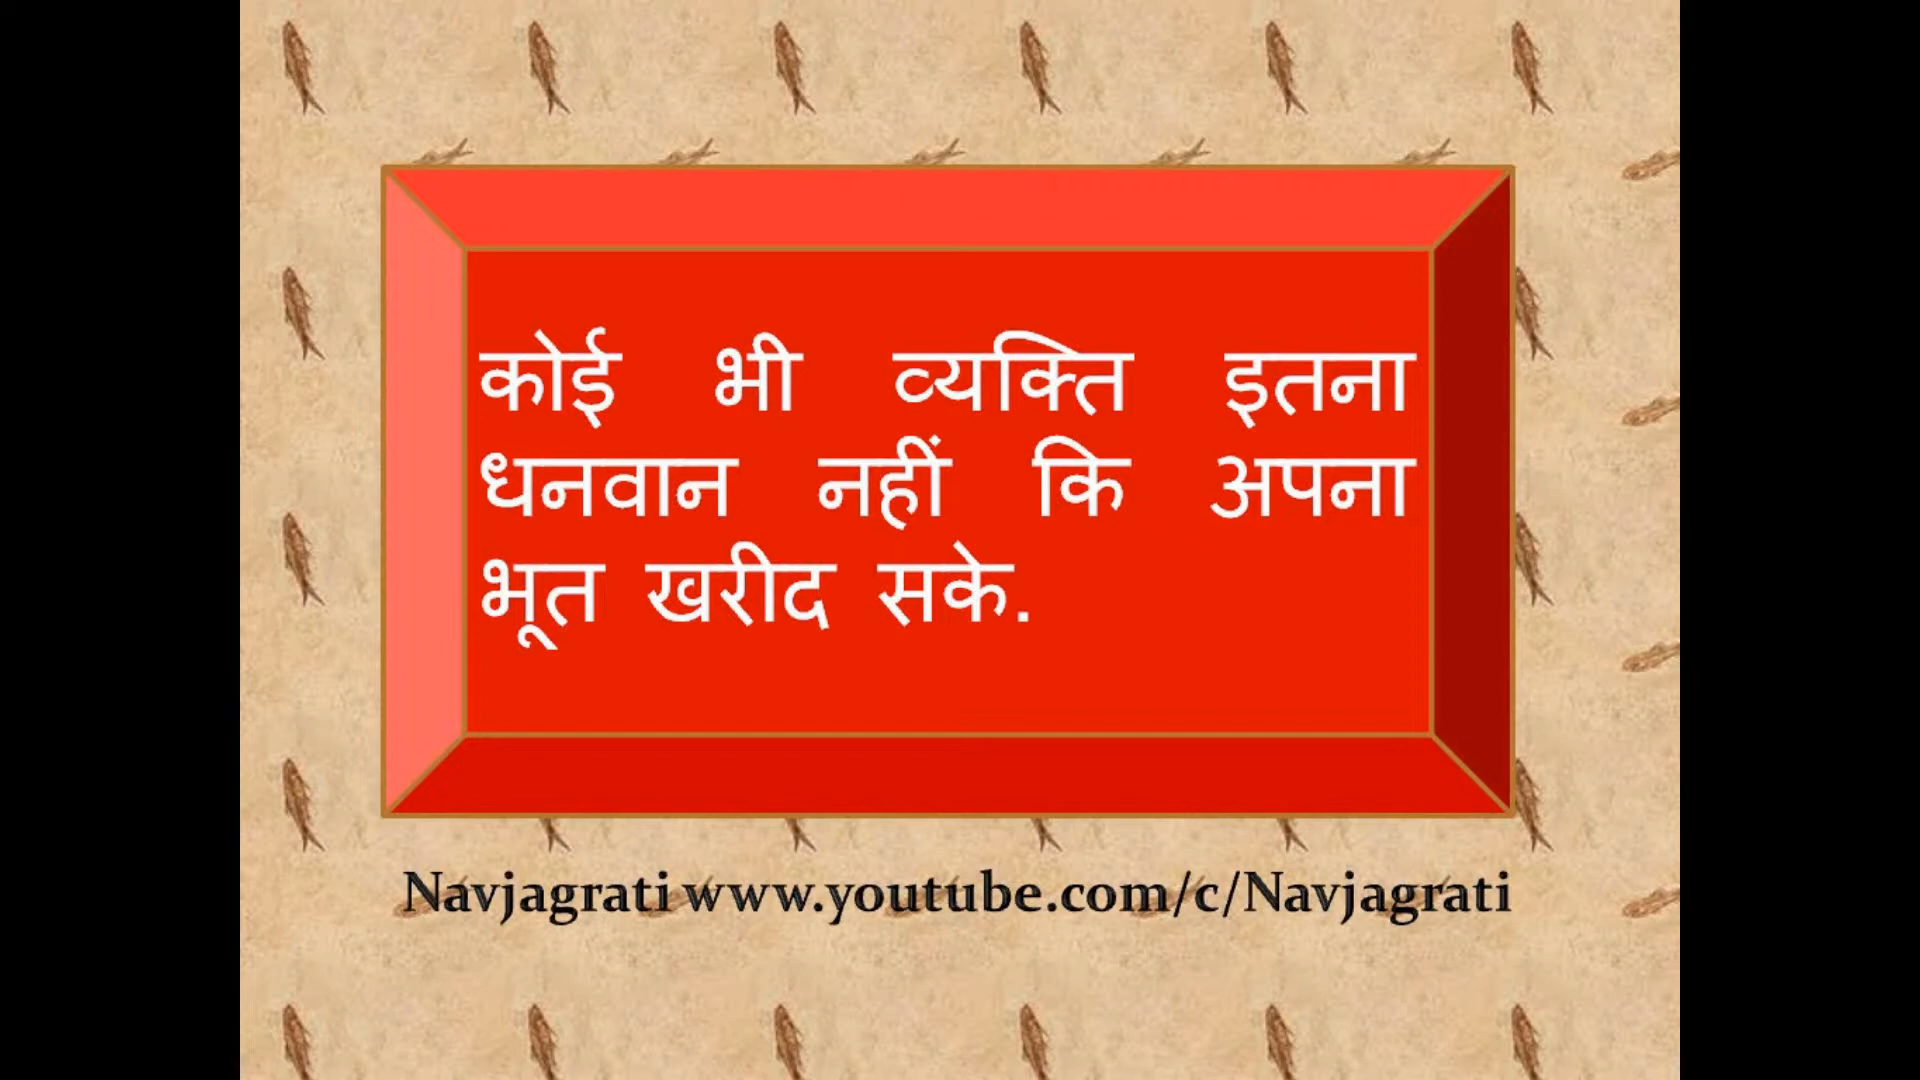 कोई भी व्यक्ति इतना
धनवान नहीं कि अपना
भूत खरीद सके.
Navjagrati www.youtube.com/c/Navjagrati